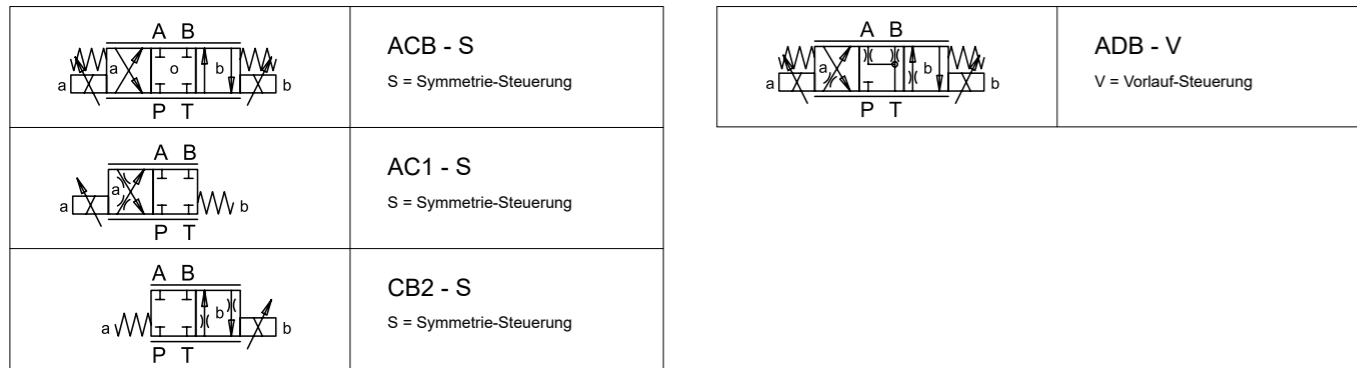 A B
a a o b b
P T
ACB - S
S = Symmetrie-Steuerung
A B
a a b
P T
AC1 - S
S = Symmetrie-Steuerung
A B
a b b
P T
CB2 - S
S = Symmetrie-Steuerung
A B
a a b b
P T
ADB - V
V = Vorlauf-Steuerung